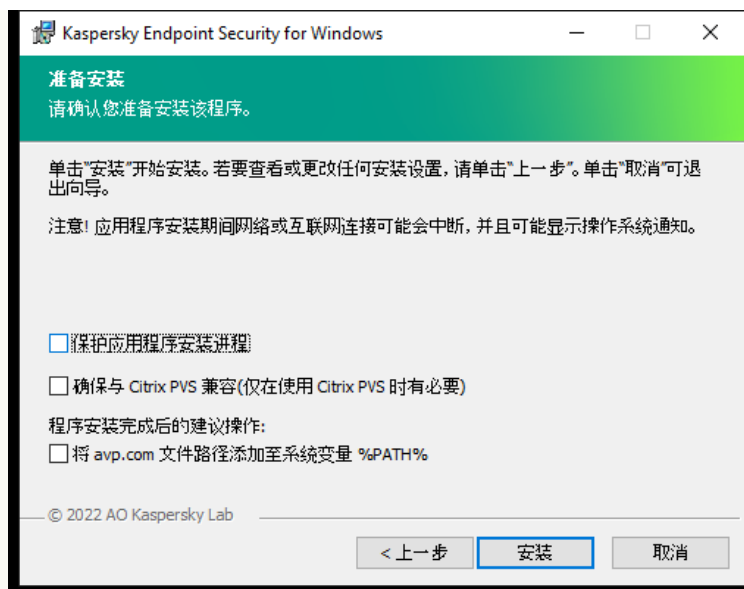 Kaspersky Endpoint Security for Windows
准备安装
请确认您准备安装该程序。
单击"安装"开始安装。若要查看或更改任何安装设置，请单击"上一步"。单击"取消"可退
出向导。
注意! 应用程序安装期间网络或互联网连接可能会中断，并且可能显示操作系统通知。
保护应用程序安装进程
确保与 Citrix PVS 兼容(仅在使用 Citrix PVS 时有必要)
程序安装完成后的建议操作:
将 avp.com 文件路径添加至系统变量 %PATH%
© 2022 AO Kaspersky Lab
< 上一步 安装 取消